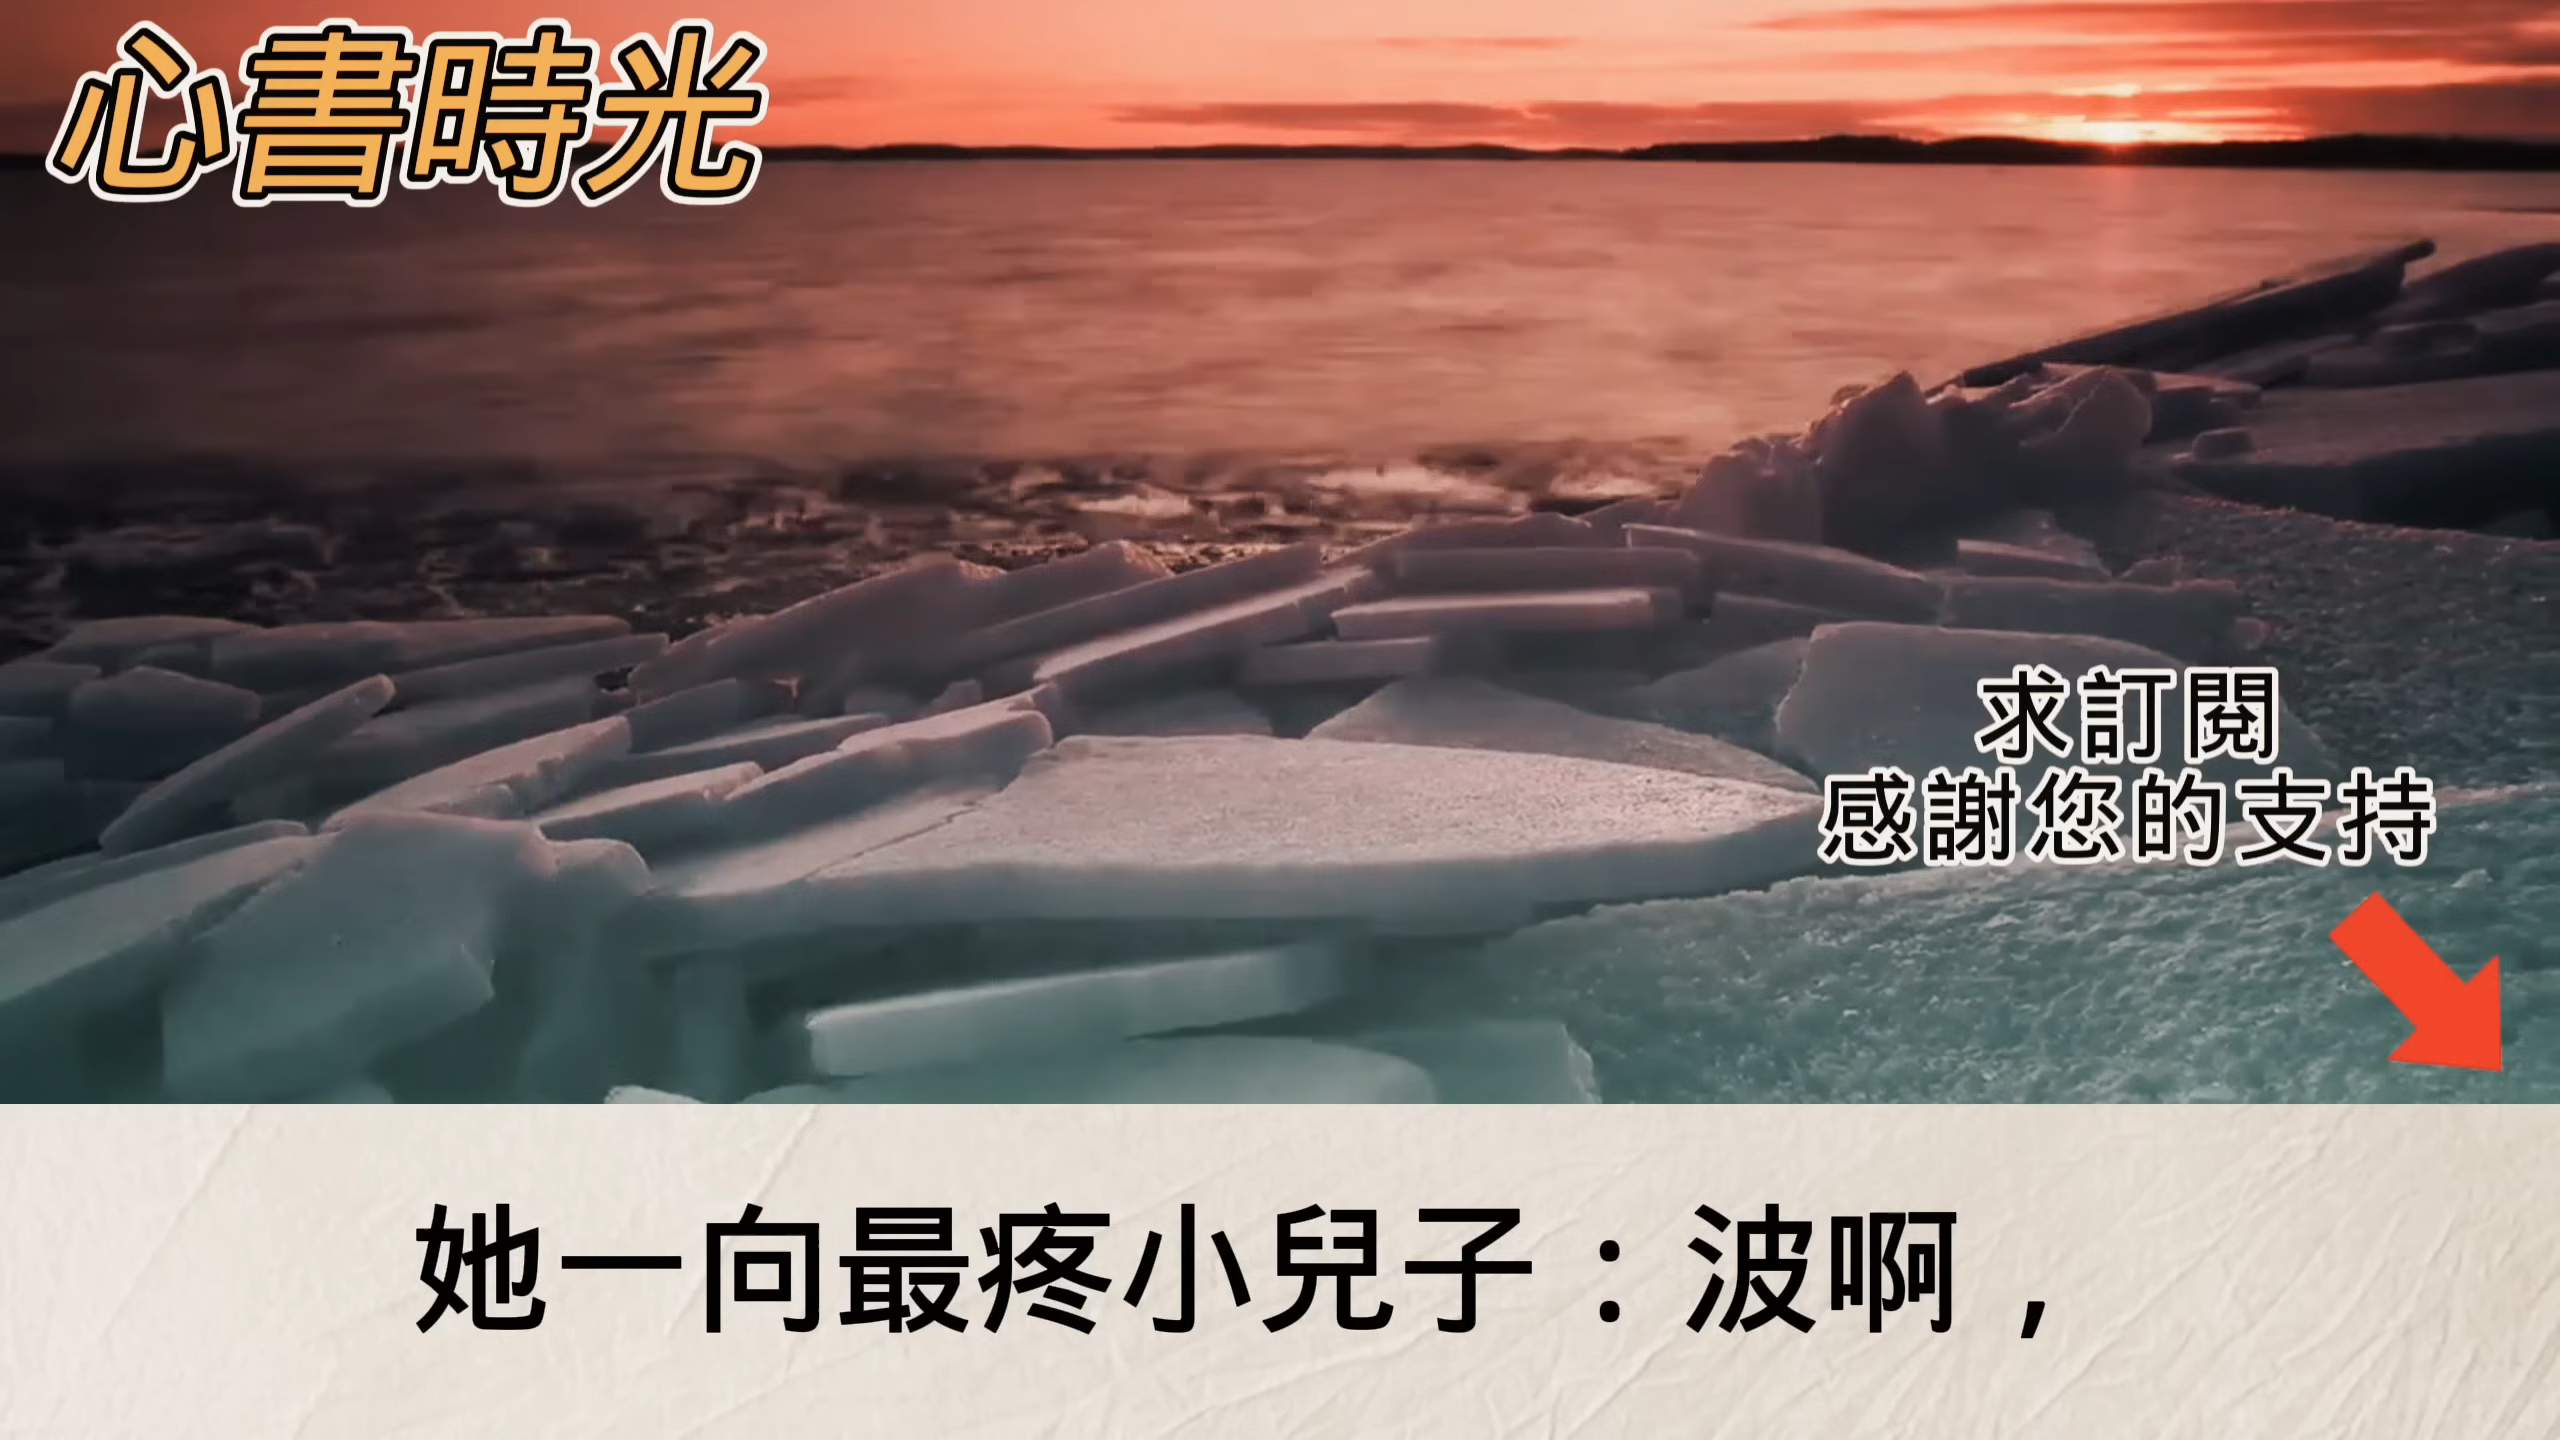 心書時光
求訂閱
感謝您的支持
她一向最疼小兒子：波啊，